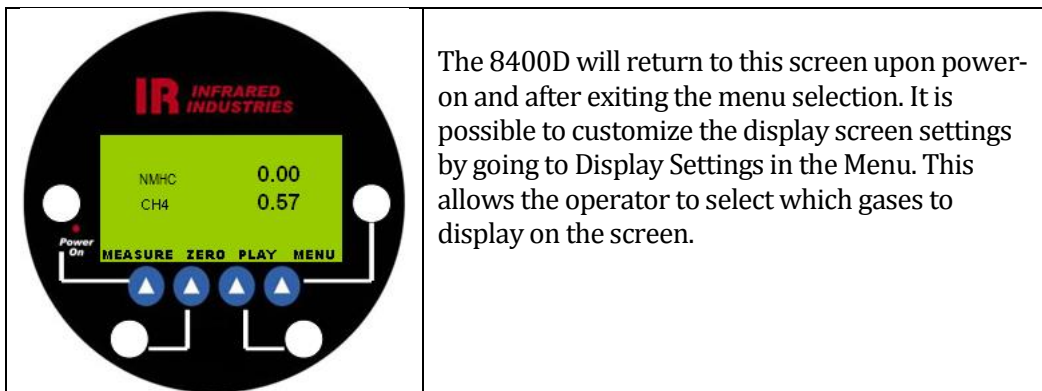 IR INFRARED
INDUSTRIES
NMHC 0.00
CH4 0.57
Power
On
MEASURE ZERO PLAY MENU
The 8400D will return to this screen upon power-
on and after exiting the menu selection. It is
possible to customize the display screen settings
by going to Display Settings in the Menu. This
allows the operator to select which gases to
display on the screen.